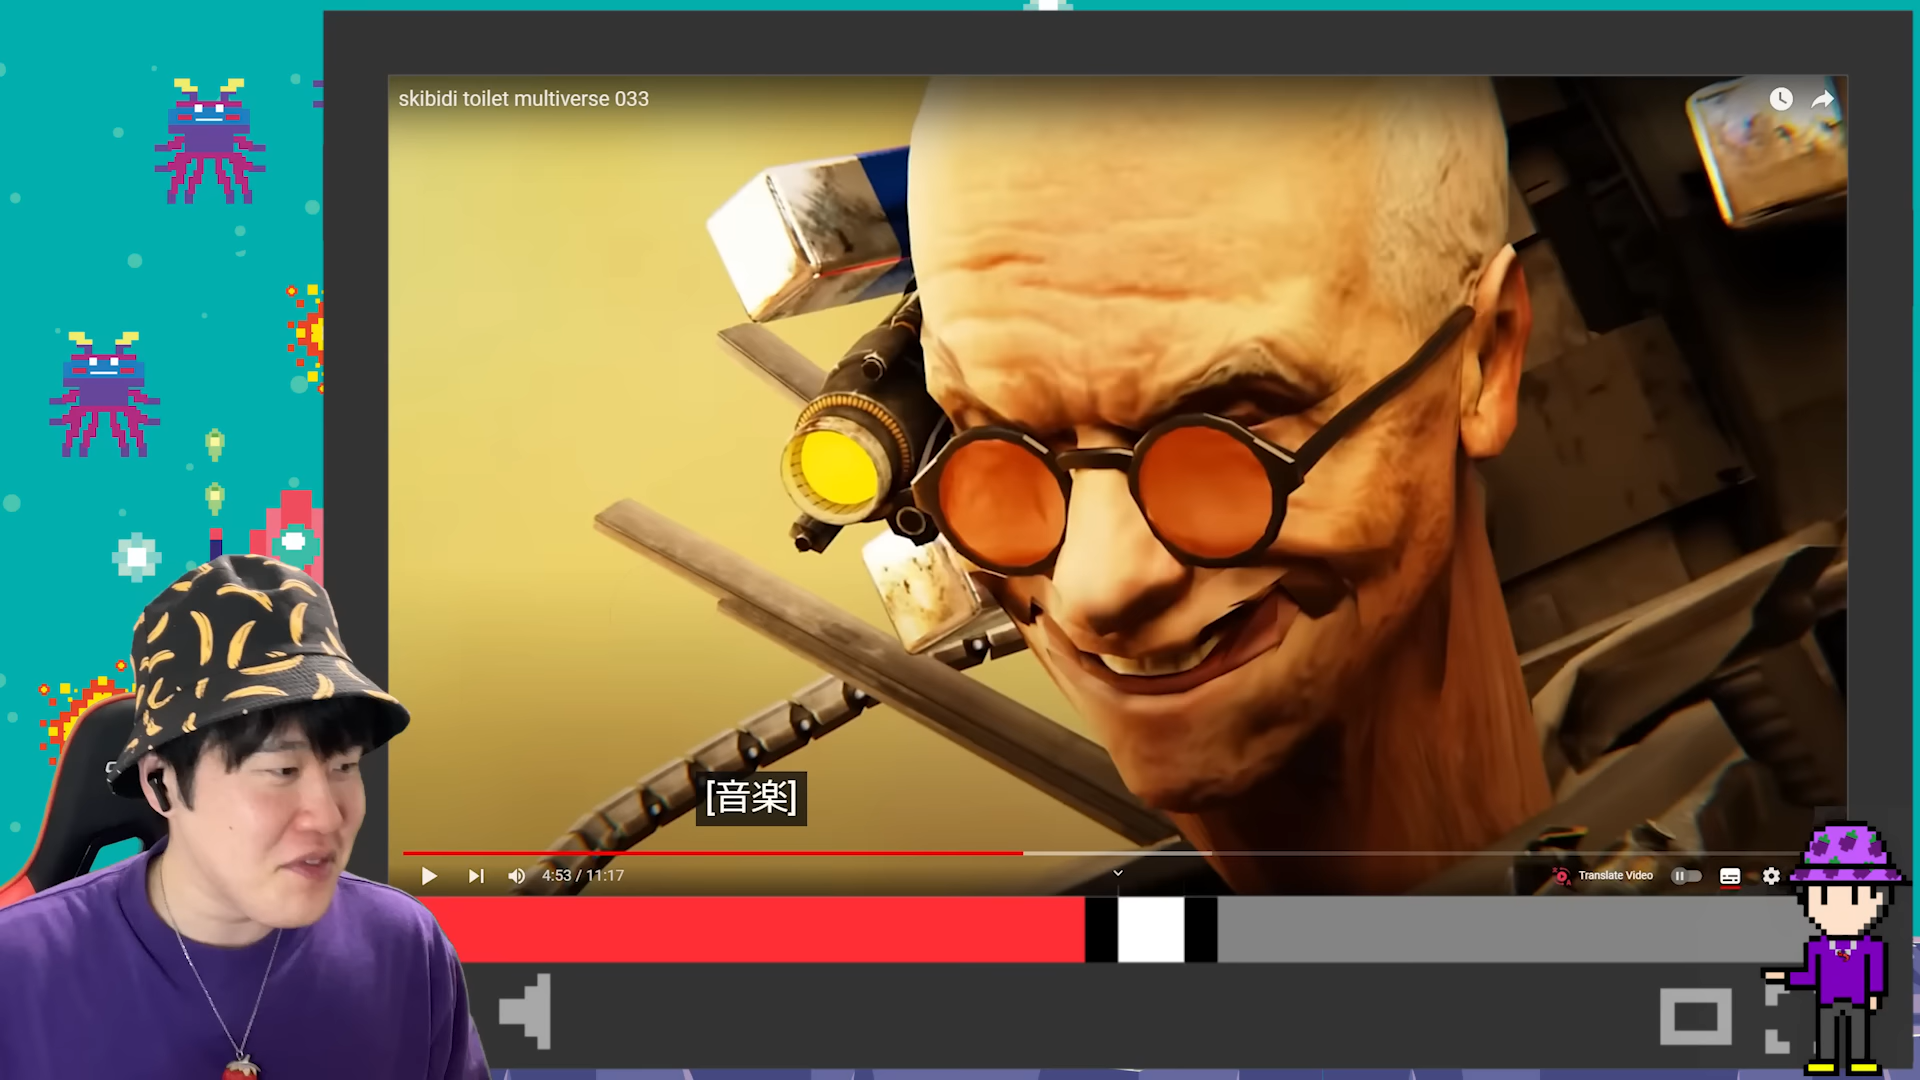 skibidi toilet multiverse 033
[音楽]
4:53 / 11:17
Translate Video